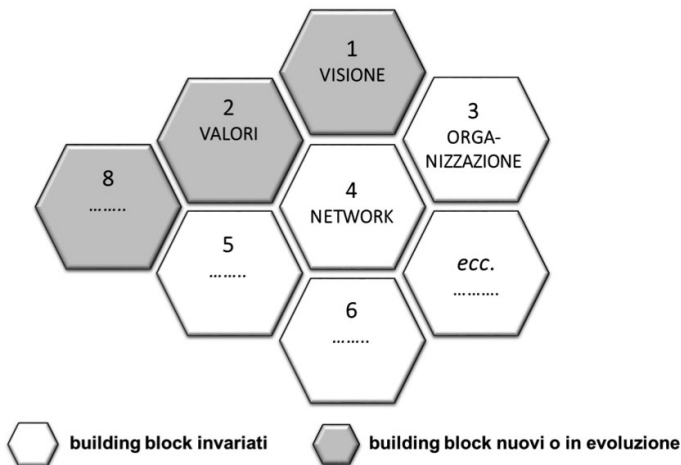 1
VISIONE
2
VALORI
3
ORGA-
NIZZAZIONE
8
........
4
NETWORK
5
........
ecc.
..........
6
........
building block invariati
building block nuovi o in evoluzione